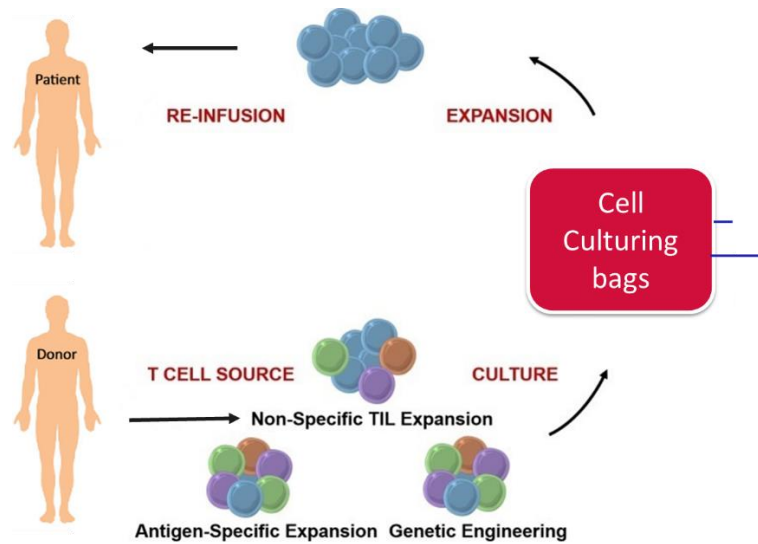 Patient
RE-INFUSION
EXPANSION
Cell
Culturing
bags
Donor
T CELL SOURCE
CULTURE
Non-Specific TIL Expansion
Antigen-Specific Expansion
Genetic Engineering